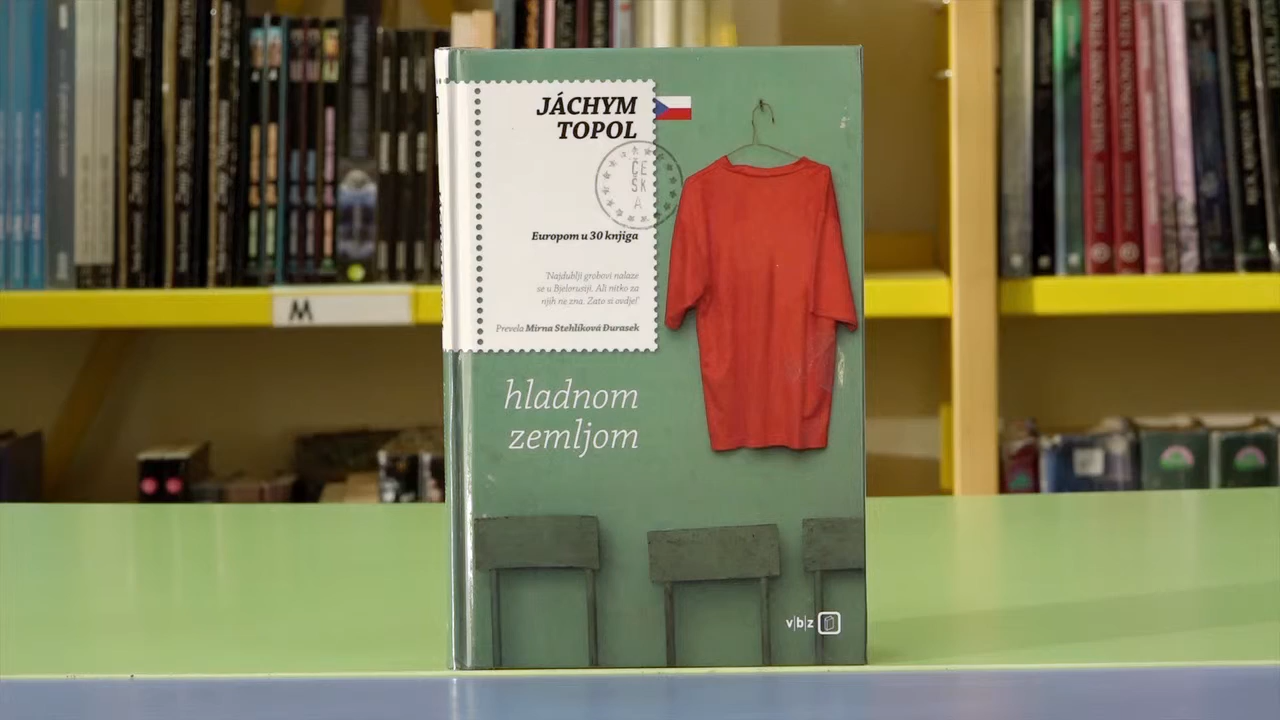 JÁCHYM
TOPOL
ČE
ŠK
A
Europom u 30 knjiga
'Najdublji grobovi nalaze
se u Bjelorusiji. Ali nitko za
njih ne zna. Zato si ovdje!'
Prevela Mirna Stehlíková Đurasek
hladnom
zemljom
v|b|z
M